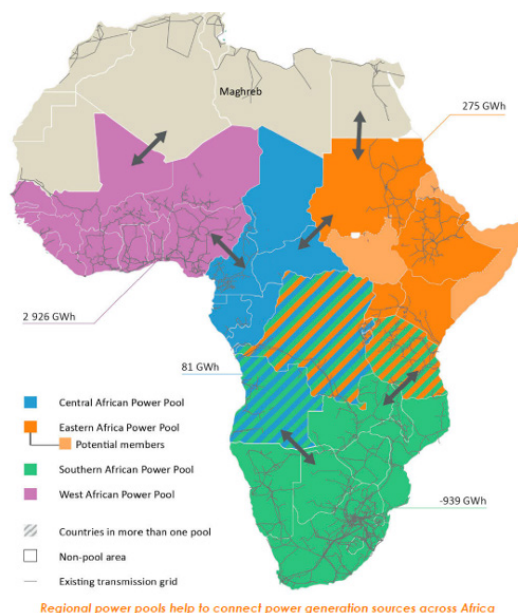 Maghreb
275 GWh
2 926 GWh
81 GWh
Central African Power Pool
Eastern Africa Power Pool
Potential members
Southern African Power Pool
West African Power Pool
-939 GWh
Countries in more than one pool
Non-pool area
Existing transmission grid
Regional power pools help to connect power generation sources across Africa